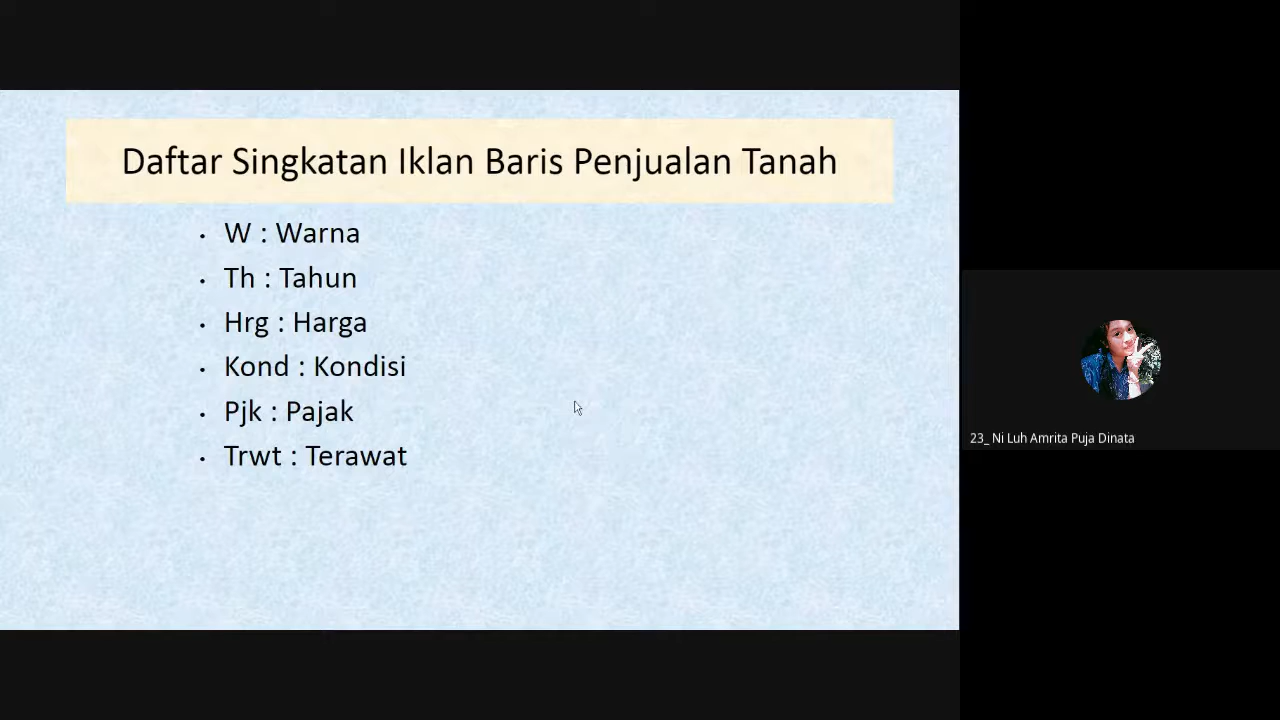 Daftar Singkatan Iklan Baris Penjualan Tanah
• W : Warna
• Th : Tahun
• Hrg : Harga
• Kond : Kondisi
• Pjk : Pajak
• Trwt : Terawat
23_ Ni Luh Amrita Puja Dinata